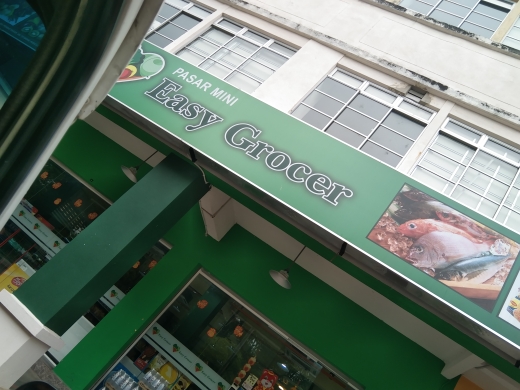 PASAR MINI
Easy Grocer